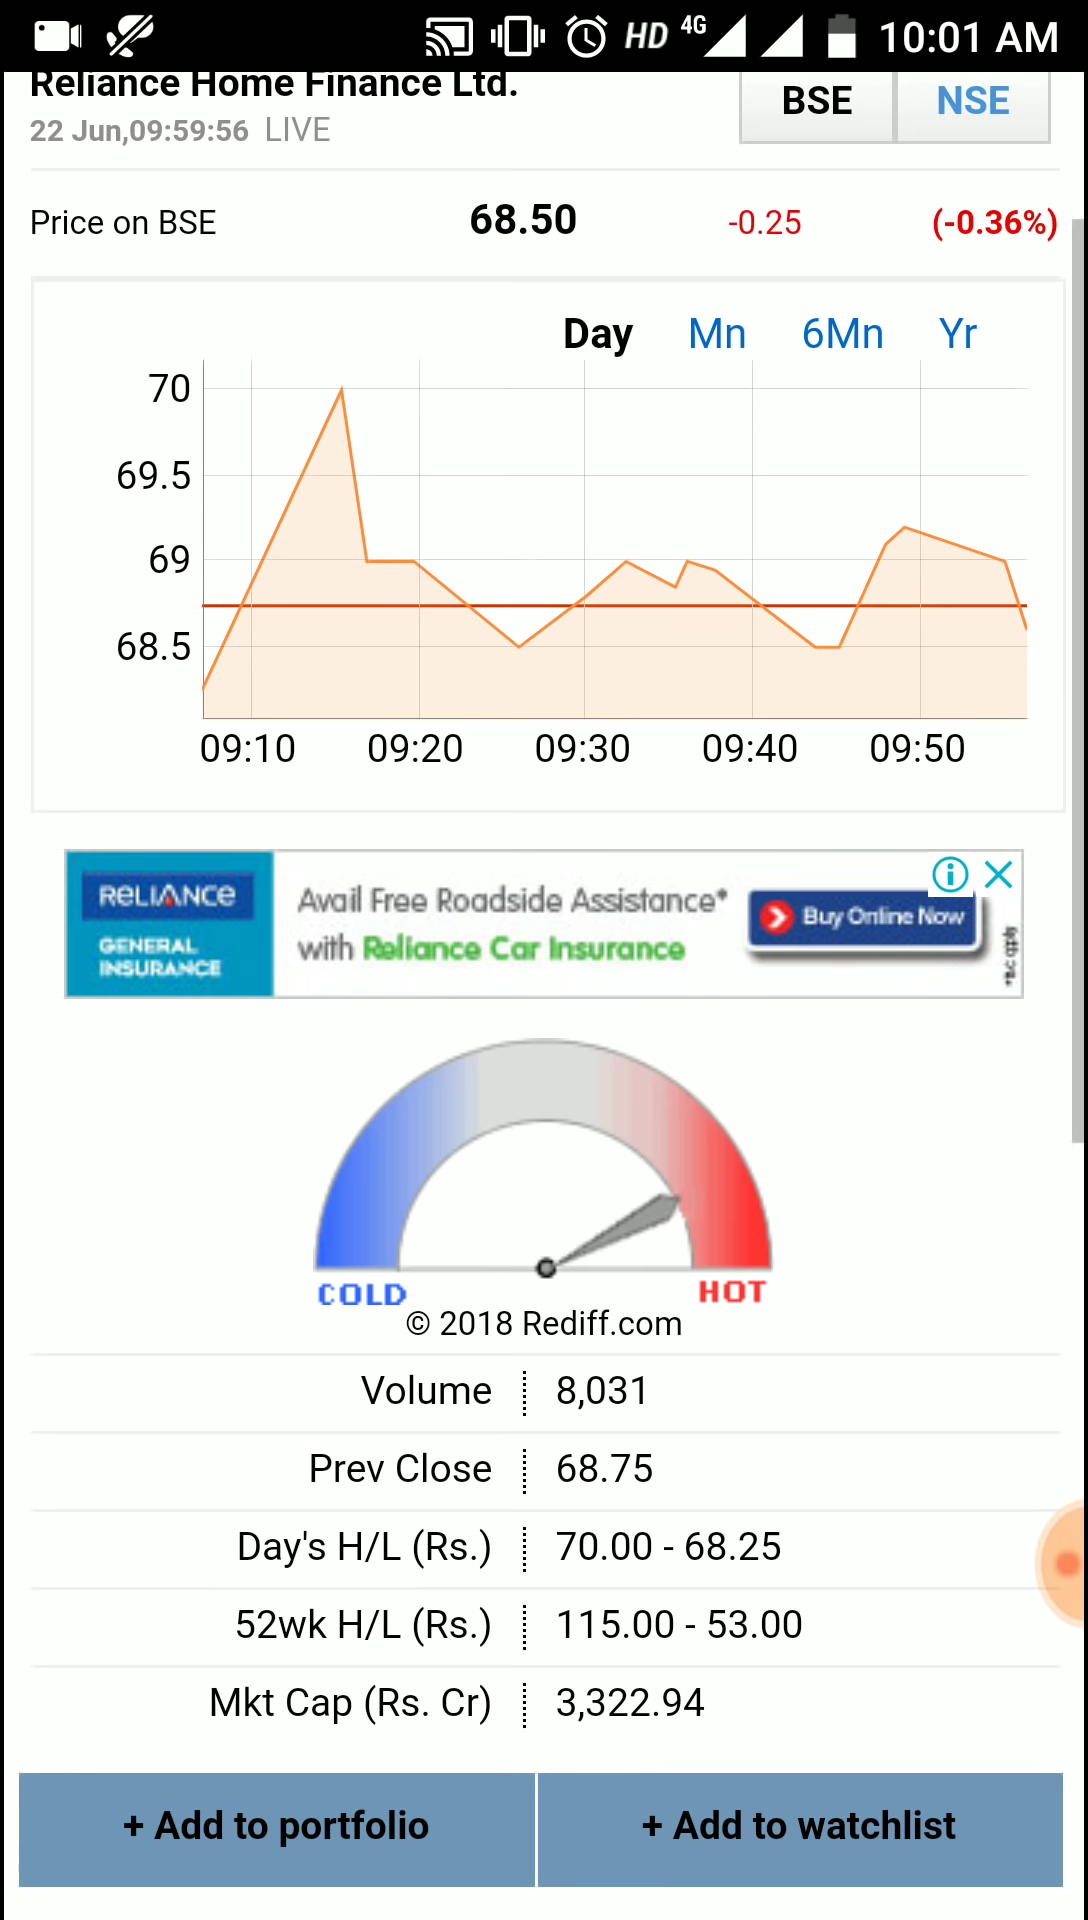 HD 4G 10:01 AM
Reliance Home Finance Ltd.
22 Jun,09:59:56 LIVE
BSE NSE
Price on BSE 68.50 -0.25 (-0.36%)
Day Mn 6Mn Yr
70
69.5
69
68.5
09:10 09:20 09:30 09:40 09:50
RELIANCE
GENERAL
INSURANCE
Avail Free Roadside Assistance*
with Reliance Car Insurance
Buy Online Now
COLD HOT
© 2018 Rediff.com
Volume 8,031
Prev Close 68.75
Day's H/L (Rs.) 70.00 - 68.25
52wk H/L (Rs.) 115.00 - 53.00
Mkt Cap (Rs. Cr) 3,322.94
+ Add to portfolio + Add to watchlist